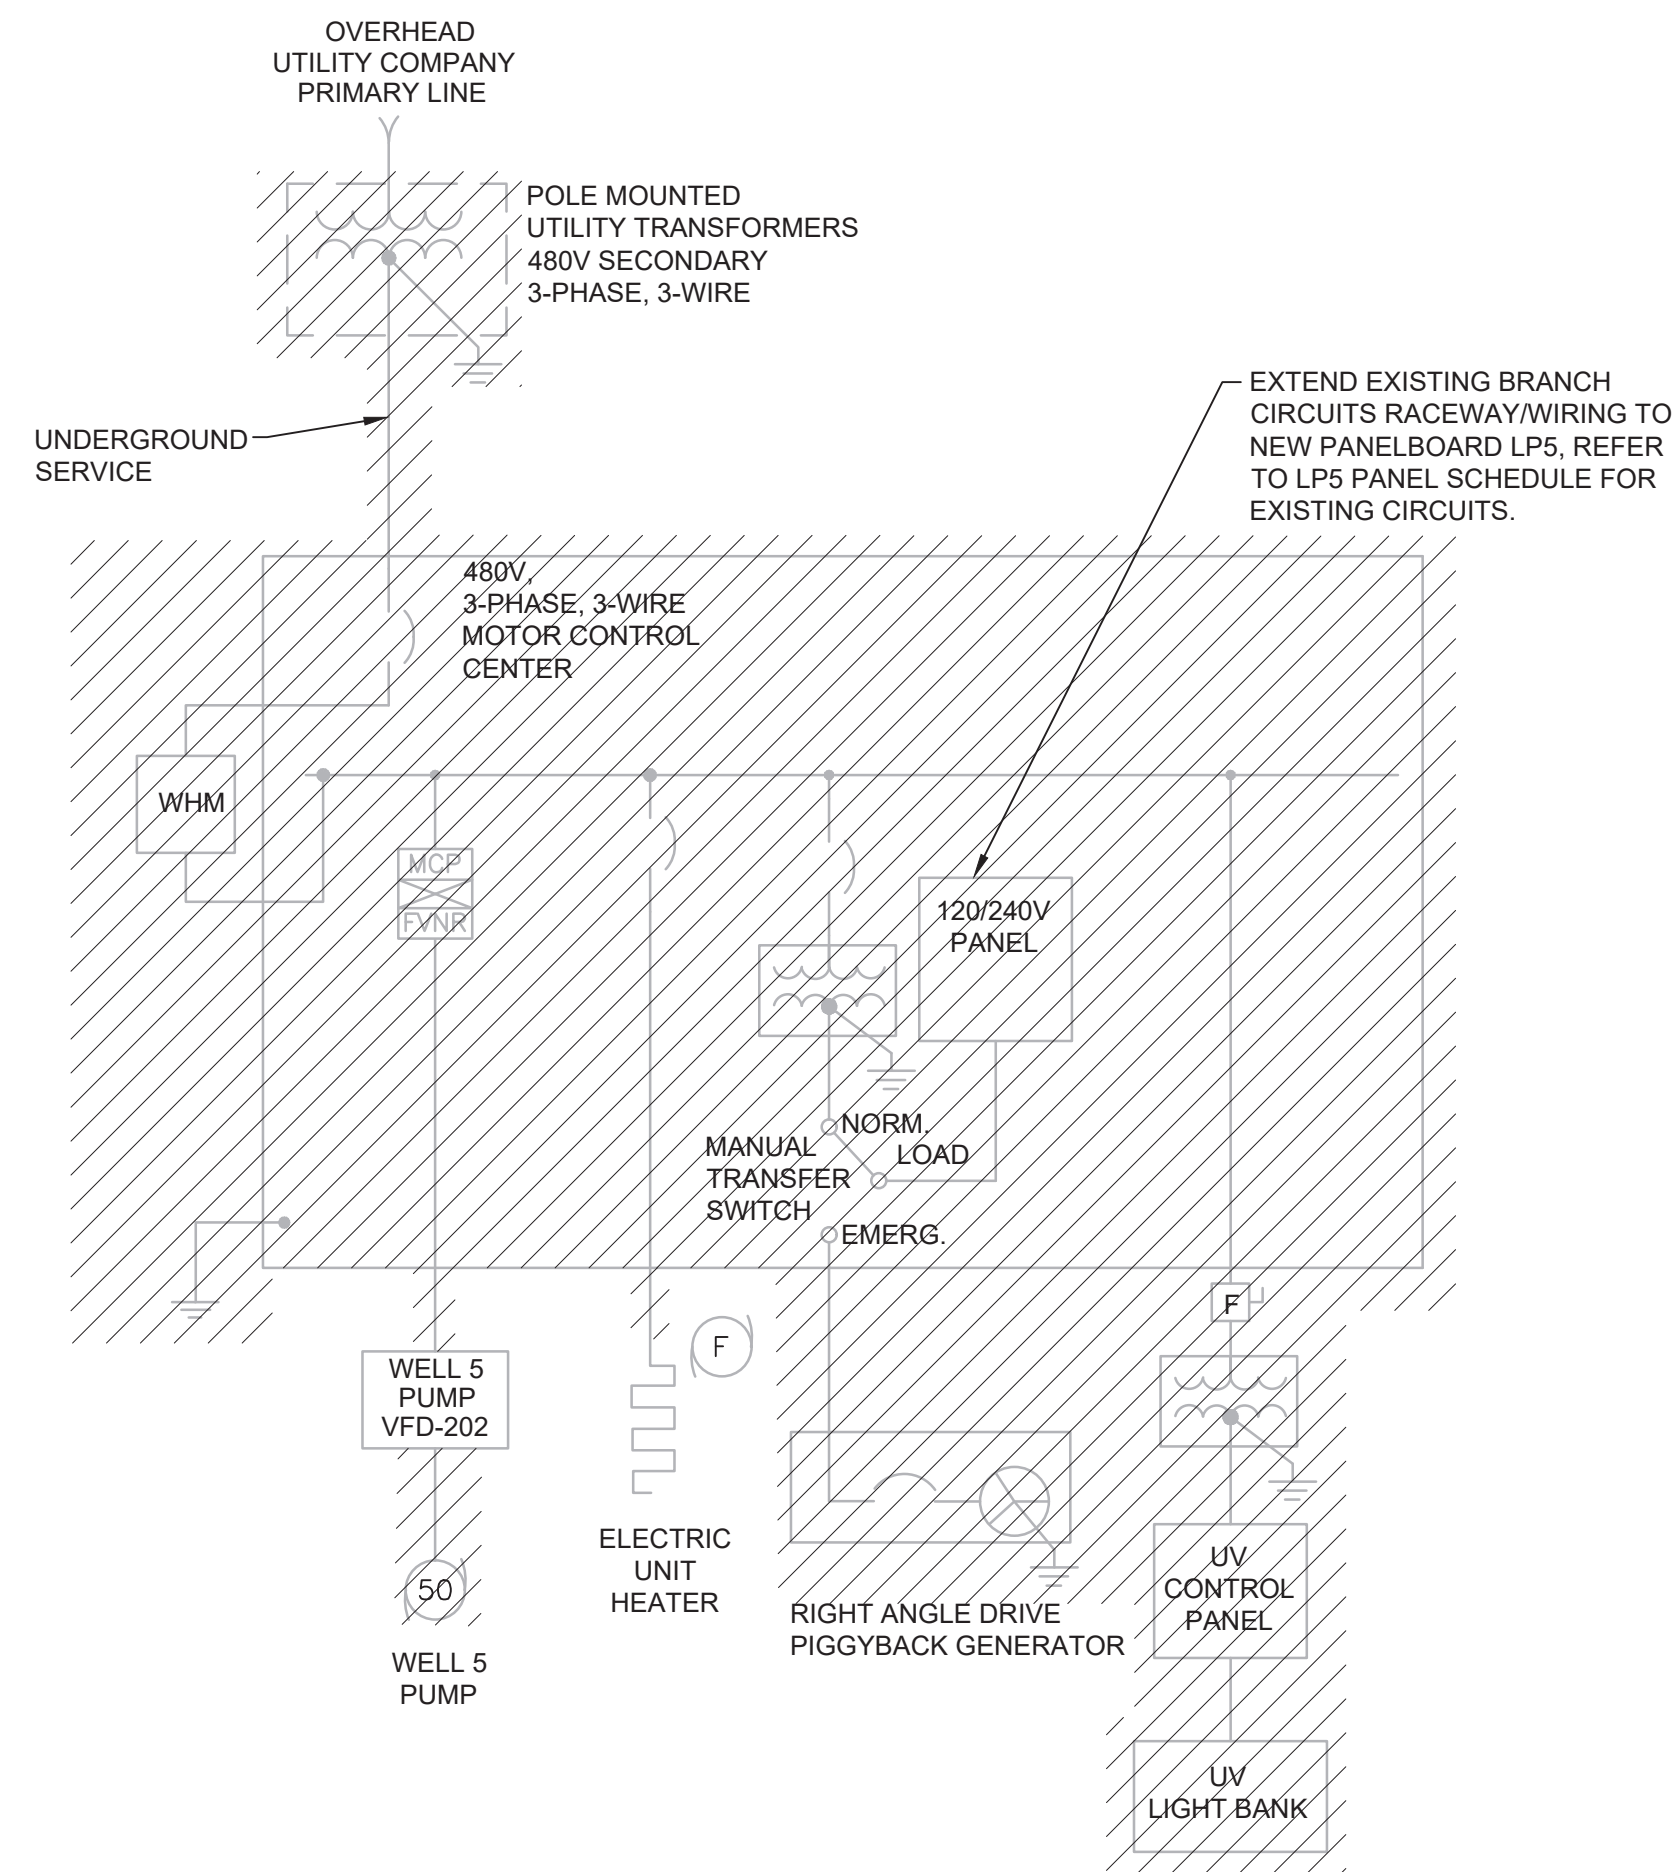 OVERHEAD
UTILITY COMPANY
PRIMARY LINE
POLE MOUNTED
UTILITY TRANSFORMERS
480V SECONDARY
3-PHASE, 3-WIRE
UNDERGROUND
SERVICE
EXTEND EXISTING BRANCH
CIRCUITS RACEWAY/WIRING TO
NEW PANELBOARD LP5, REFER
TO LP5 PANEL SCHEDULE FOR
EXISTING CIRCUITS.
480V,
3-PHASE, 3-WIRE
MOTOR CONTROL
CENTER
WHM
MCP
FVNR
120/240V
PANEL
NORM.
LOAD
MANUAL
TRANSFER
SWITCH
EMERG.
F
F
WELL 5
PUMP
VFD-202
50
WELL 5
PUMP
ELECTRIC
UNIT
HEATER
RIGHT ANGLE DRIVE
PIGGYBACK GENERATOR
UV
CONTROL
PANEL
UV
LIGHT BANK